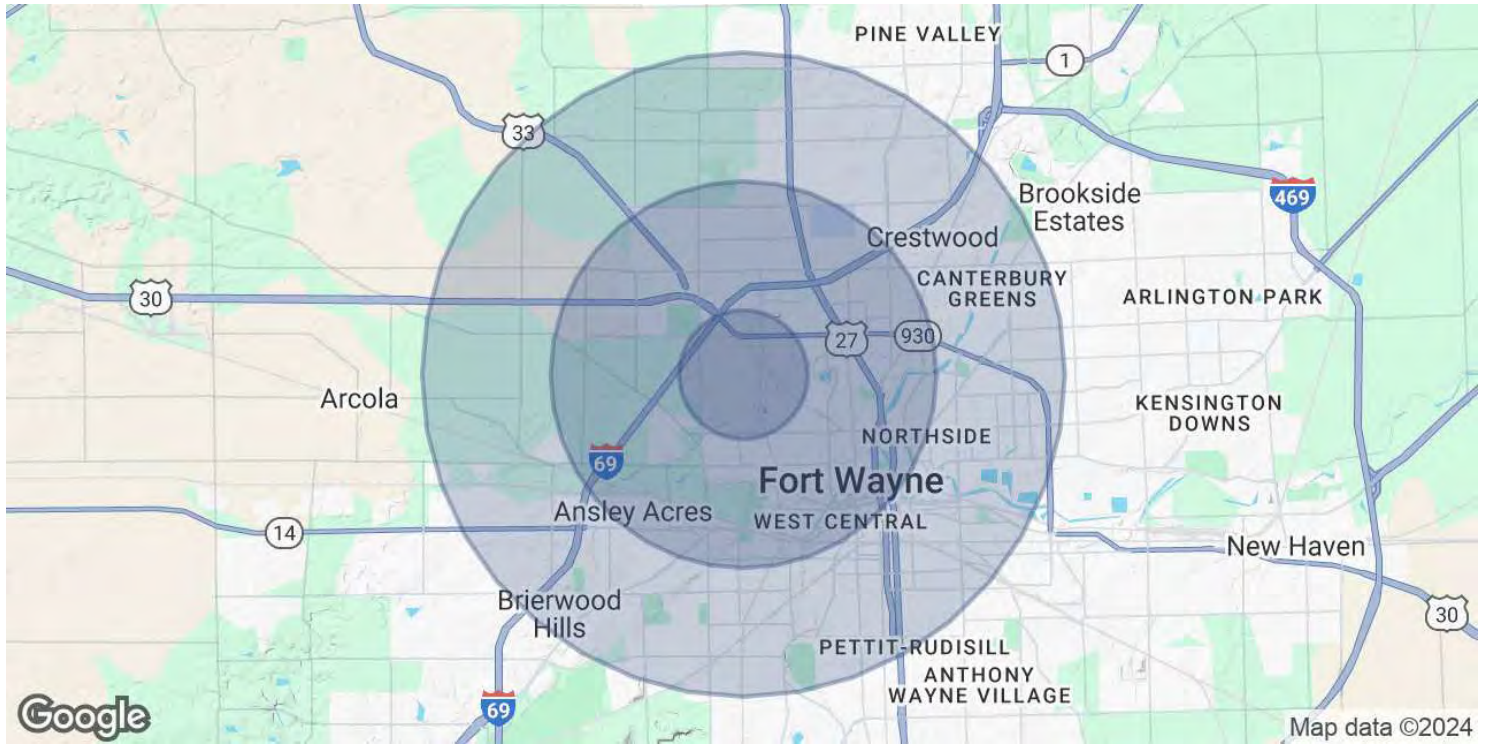 PINE VALLEY
1
33
Brookside
Estates
469
Crestwood
CANTERBURY
GREENS
30
ARLINGTON PARK
27
930
Arcola
KENSINGTON
DOWNS
NORTHSIDE
69
Fort Wayne
Ansley Acres
WEST CENTRAL
14
New Haven
Brierwood
Hills
30
PETTIT-RUDISILL
ANTHONY
WAYNE VILLAGE
69
Google
Map data ©2024